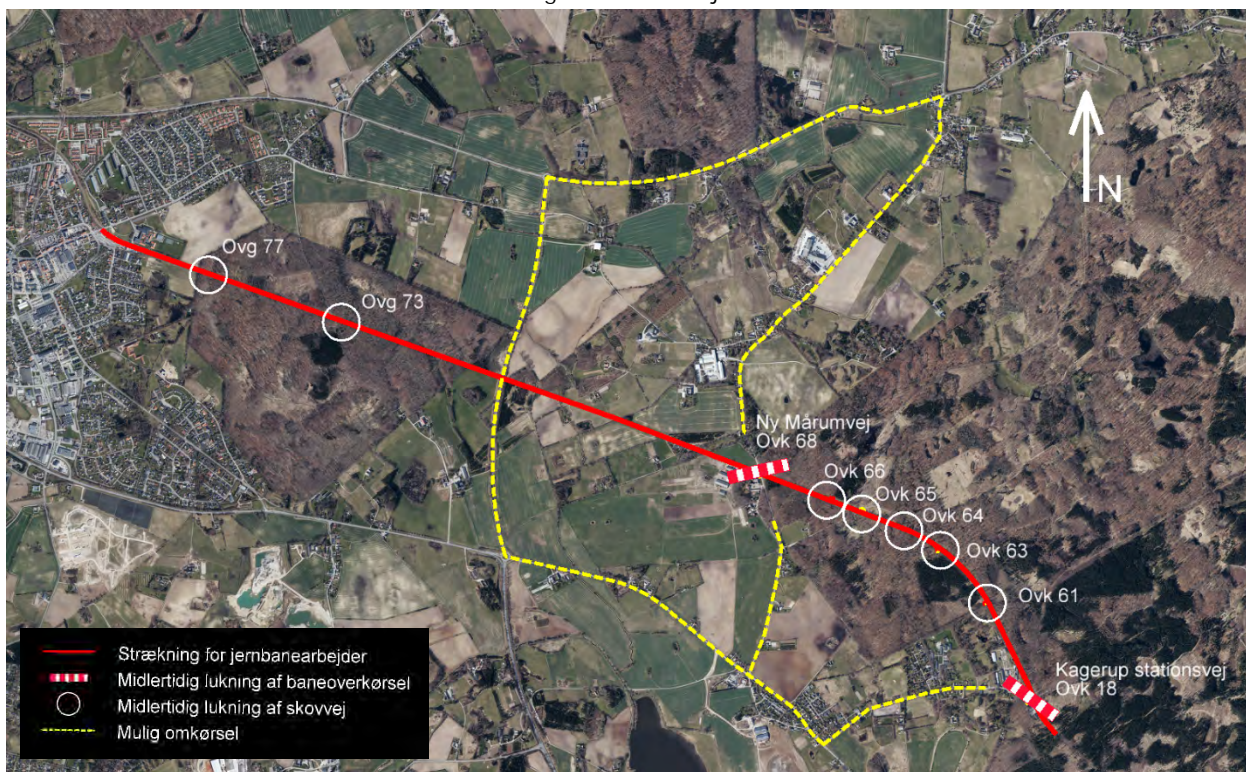 N
Ovg 77
Ovg 73
Ny Mårumvej
Ovk 68
Ovk 66
Ovk 65
Ovk 64
Ovk 63
Ovk 61
Kagerup stationsvej
Ovk 18
Strækning for jernbanearbejder
Midlertidig lukning af baneoverkørsel
Midlertidig lukning af skovvej
Mulig omkørsel